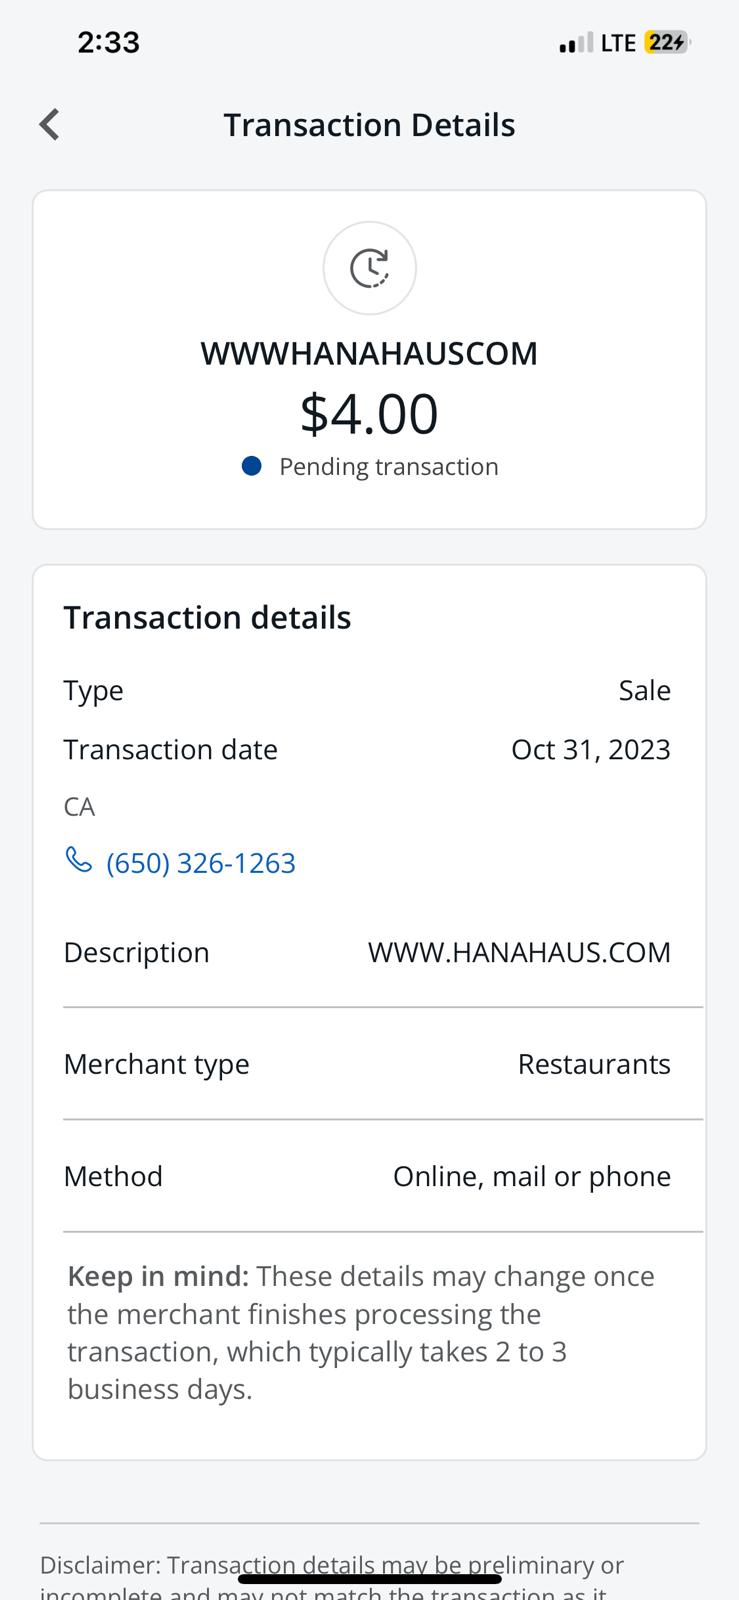 2:33 LTE 22
Transaction Details
WWWHANAHAUSCOM
$4.00
Pending transaction
Transaction details
Type Sale
Transaction date Oct 31, 2023
CA
(650) 326-1263
Description WWW.HANAHAUS.COM
Merchant type Restaurants
Method Online, mail or phone
Keep in mind: These details may change once
the merchant finishes processing the
transaction, which typically takes 2 to 3
business days.
Disclaimer: Transaction details may be preliminary or
incomplete and may not match the transaction as it